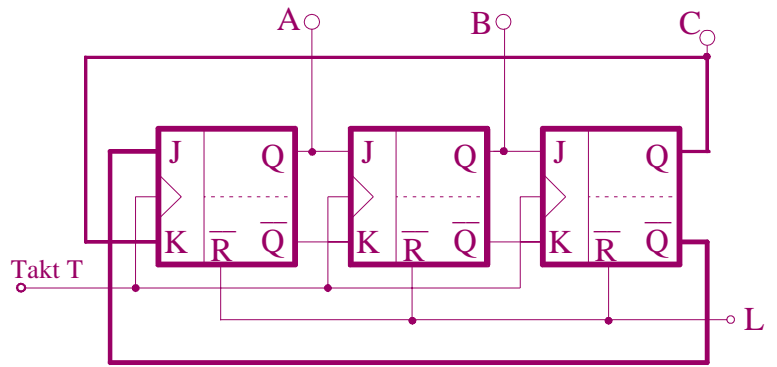 A B C
J Q J Q J Q
K R̅ Q̅ K R̅ Q̅ K R̅ Q̅
Takt T
L